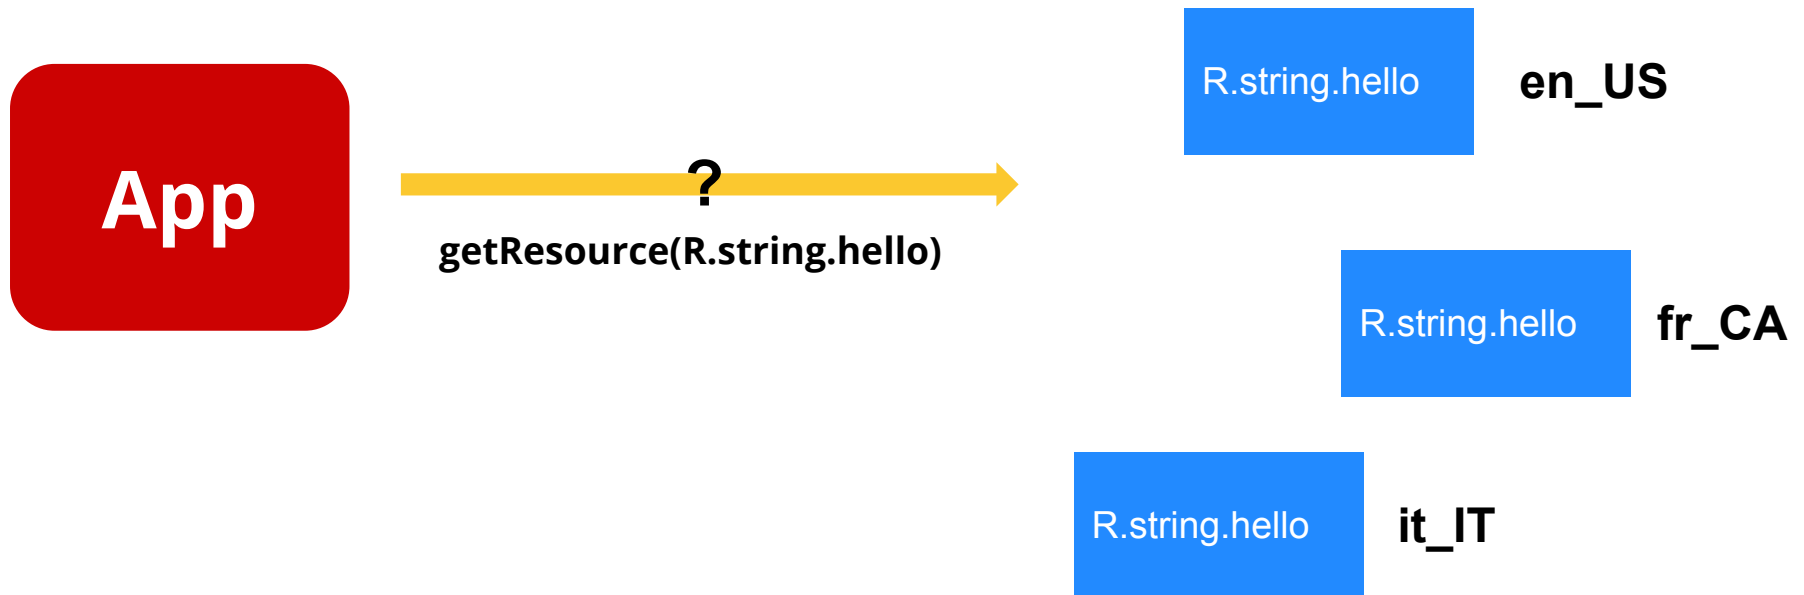 App
?
getResource(R.string.hello)
R.string.hello
en_US
R.string.hello
fr_CA
R.string.hello
it_IT